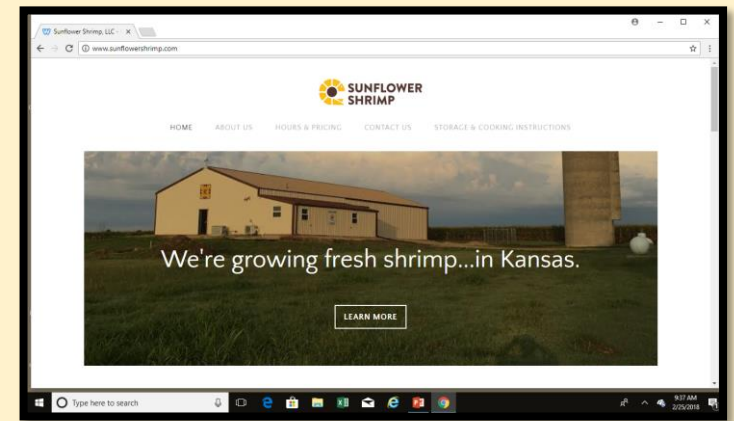 Sunflower Shrimp, LLC -
www.sunflowershrimp.com
SUNFLOWER
SHRIMP
HOME ABOUT US HOURS & PRICING CONTACT US STORAGE & COOKING INSTRUCTIONS
We're growing fresh shrimp...in Kansas.
LEARN MORE
Type here to search
9:37 AM
2/25/2018